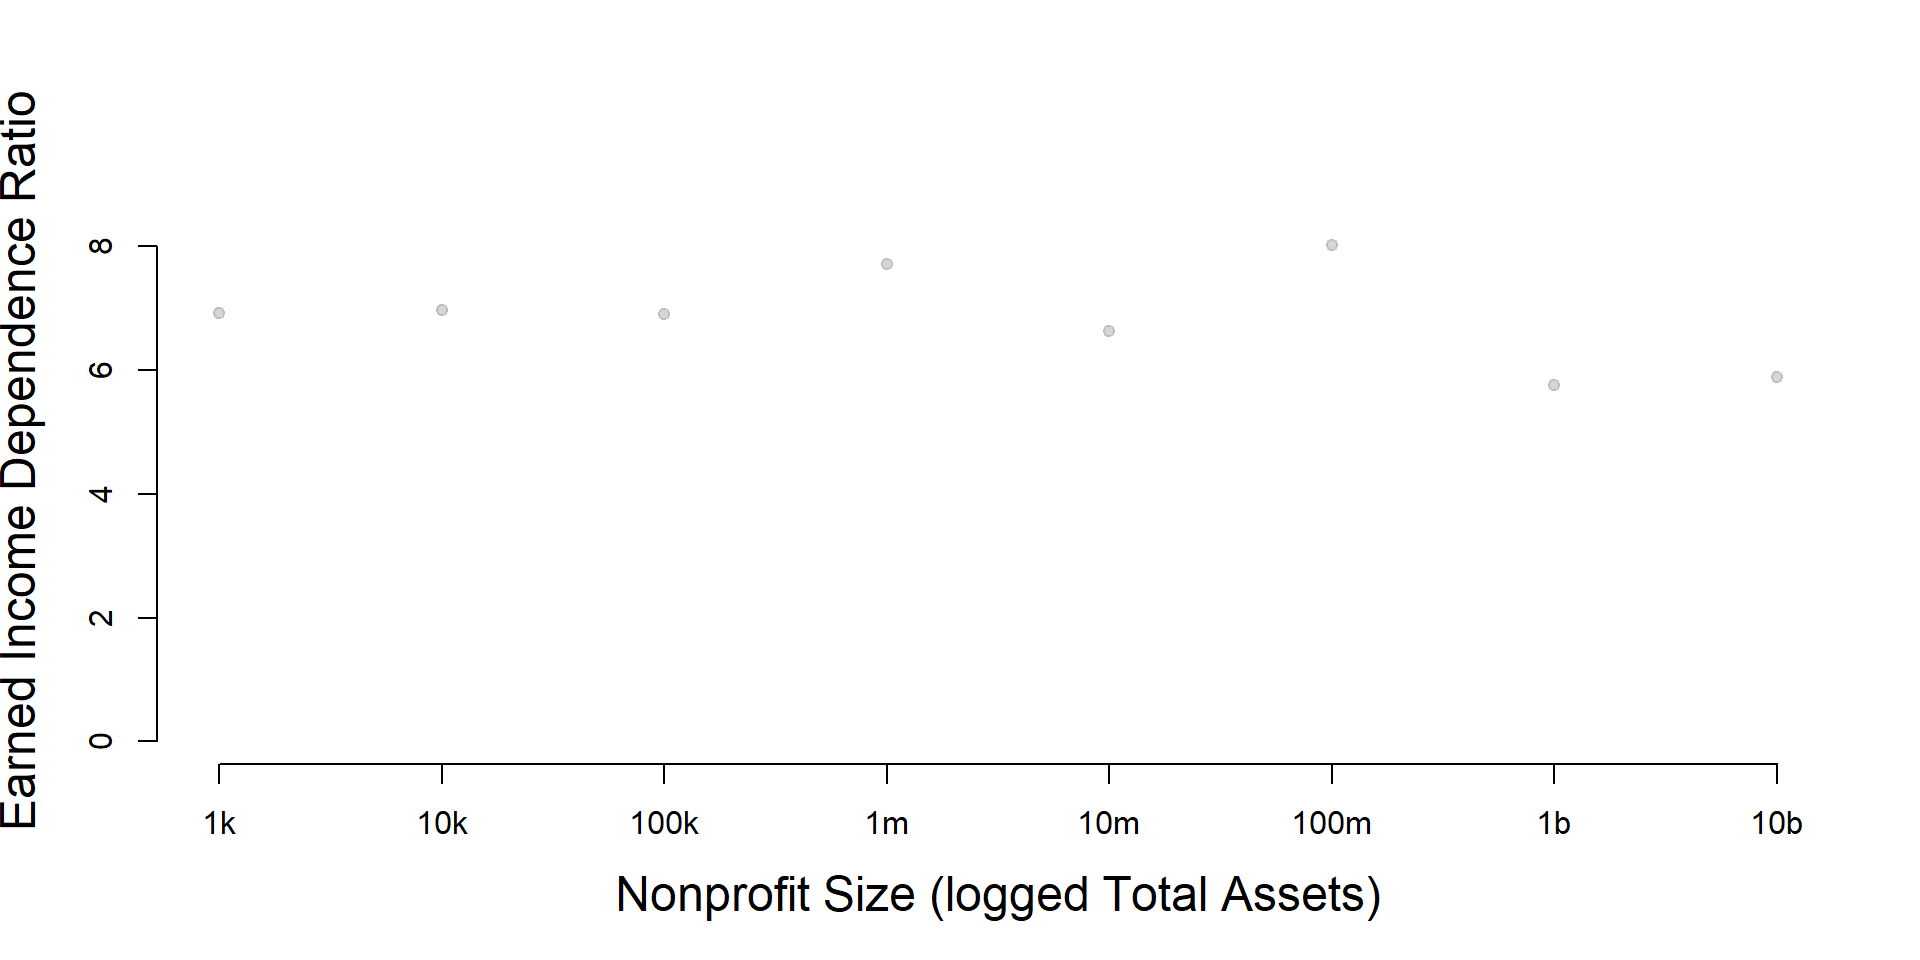 Earned Income Dependence Ratio
8
6
4
2
0
1k 10k 100k 1m 10m 100m 1b 10b
Nonprofit Size (logged Total Assets)